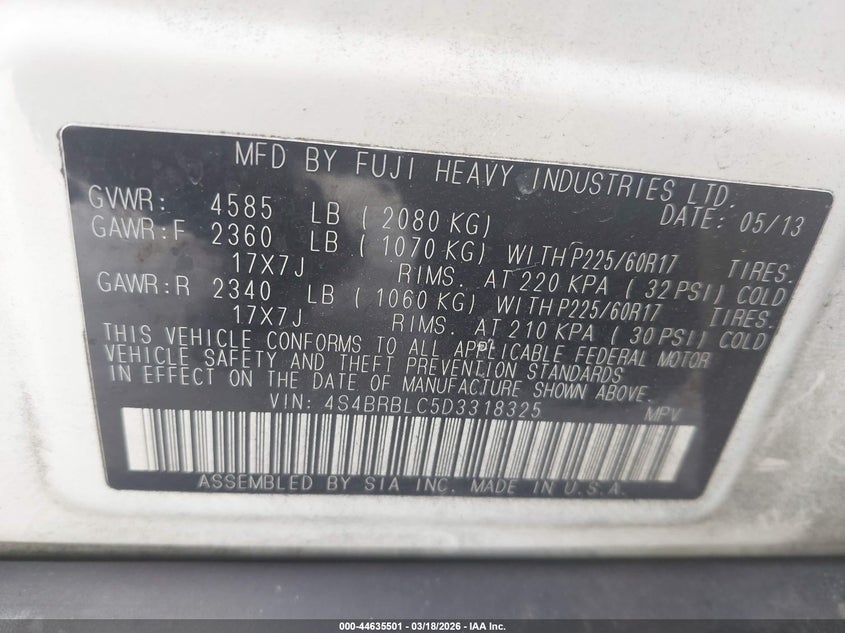 MFD BY FUJI HEAVY INDUSTRIES LTD.
DATE: 05/13
GVWR: 4585 LB ( 2080 KG)
GAWR:F 2360 LB ( 1070 KG) WITH P225/60R17 TIRES.
17X7J RIMS. AT 220 KPA ( 32 PSI) COLD
GAWR:R 2340 LB ( 1060 KG) WITH P225/60R17 TIRES.
17X7J RIMS. AT 210 KPA ( 30 PSI) COLD
THIS VEHICLE CONFORMS TO ALL APPLICABLE FEDERAL MOTOR
VEHICLE SAFETY AND THEFT PREVENTION STANDARDS
IN EFFECT ON THE DATE OF MANUFACTURE SHOWN ABOVE.
VIN: 4S4BRBLC5D3318325 MPV
ASSEMBLED BY SIA INC. MADE IN U.S.A.
000-44635501 - 03/18/2026 - IAA Inc.